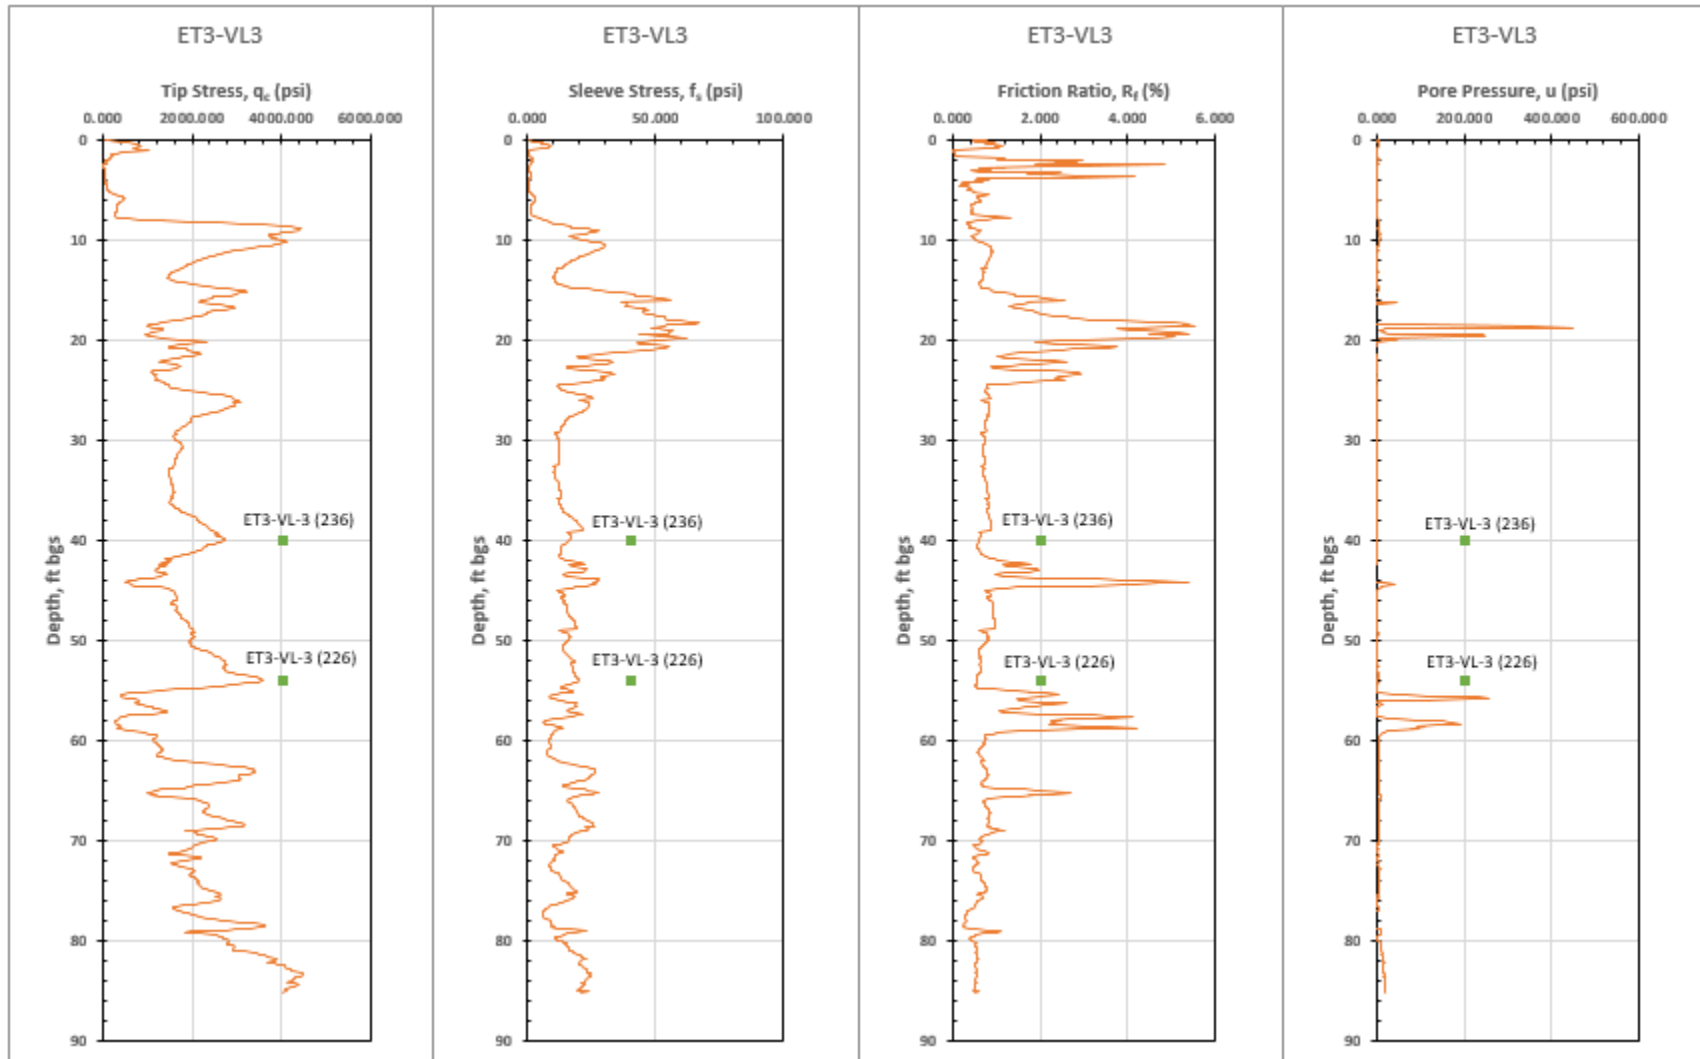 ET3-VL3
Tip Stress, qc (psi)
0.000 2000.000 4000.000 6000.000
0
10
20
30
40
50
60
70
80
90
Depth, ft bgs
ET3-VL-3 (236)
ET3-VL-3 (226)
ET3-VL3
Sleeve Stress, fs (psi)
0.000 50.000 100.000
0
10
20
30
40
50
60
70
80
90
Depth, ft bgs
ET3-VL-3 (236)
ET3-VL-3 (226)
ET3-VL3
Friction Ratio, Rf (%)
0.000 2.000 4.000 6.000
0
10
20
30
40
50
60
70
80
90
Depth, ft bgs
ET3-VL-3 (236)
ET3-VL-3 (226)
ET3-VL3
Pore Pressure, u (psi)
0.000 200.000 400.000 600.000
0
10
20
30
40
50
60
70
80
90
Depth, ft bgs
ET3-VL-3 (236)
ET3-VL-3 (226)